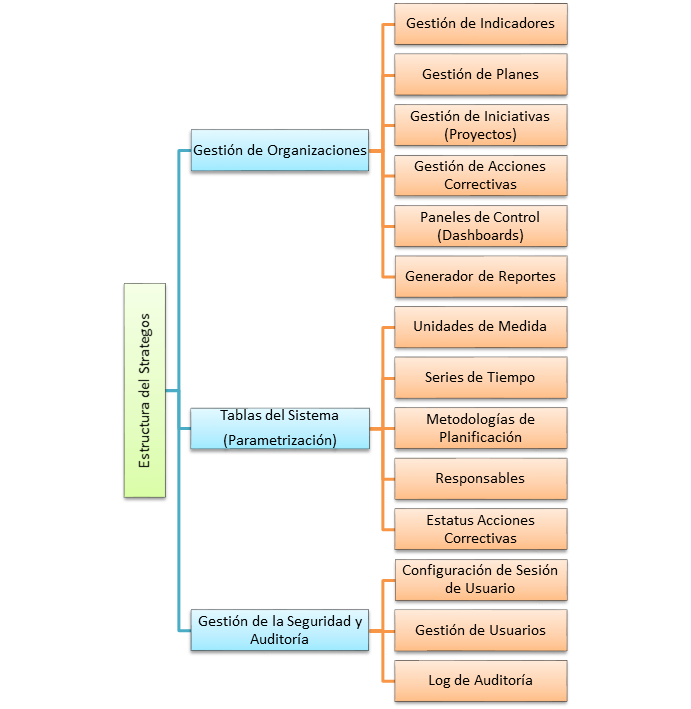 Estructura del Strategos
Gestión de Organizaciones
Gestión de Indicadores
Gestión de Planes
Gestión de Iniciativas
(Proyectos)
Gestión de Acciones
Correctivas
Paneles de Control
(Dashboards)
Generador de Reportes
Tablas del Sistema
(Parametrización)
Unidades de Medida
Series de Tiempo
Metodologías de
Planificación
Responsables
Estatus Acciones
Correctivas
Gestión de la Seguridad y
Auditoría
Configuración de Sesión
de Usuario
Gestión de Usuarios
Log de Auditoría